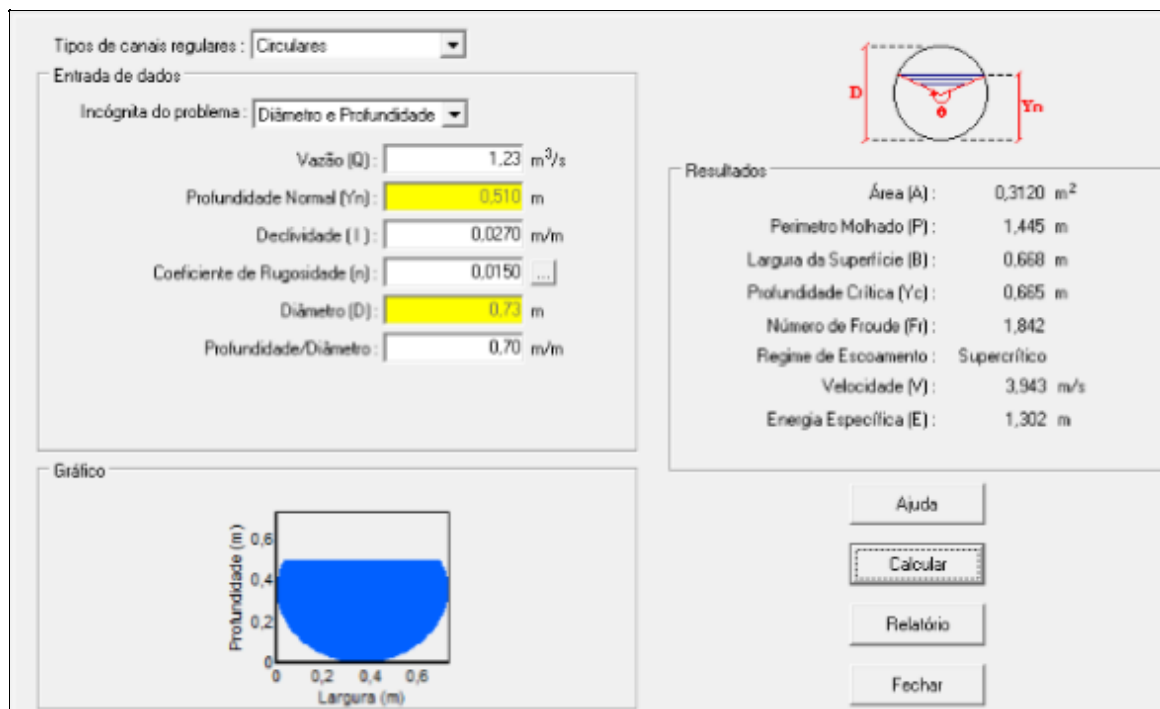 Tipos de canais regulares : Circulares
Entrada de dados
Incógnita do problema : Diâmetro e Profundidade
Vazão (Q) : 1,23 m³/s
Profundidade Normal (Yn) : 0,510 m
Declividade ( I ) : 0,0270 m/m
Coeficiente de Rugosidade (n) : 0,0150 ...
Diâmetro (D) : 0,73 m
Profundidade/Diâmetro : 0,70 m/m
D
θ
Yn
Resultados
Área (A) : 0,3120 m²
Perimetro Molhado (P) : 1,445 m
Largura da Superfície (B) : 0,668 m
Profundidade Crítica (Yc) : 0,665 m
Número de Froude (Fr) : 1,842
Regime de Escoamento : Supercrítico
Velocidade (V) : 3,943 m/s
Energia Específica (E) : 1,302 m
Gráfico
Profundidade (m)
0,6
0,4
0,2
0
0 0,2 0,4 0,6
Largura (m)
Ajuda
Calcular
Relatório
Fechar